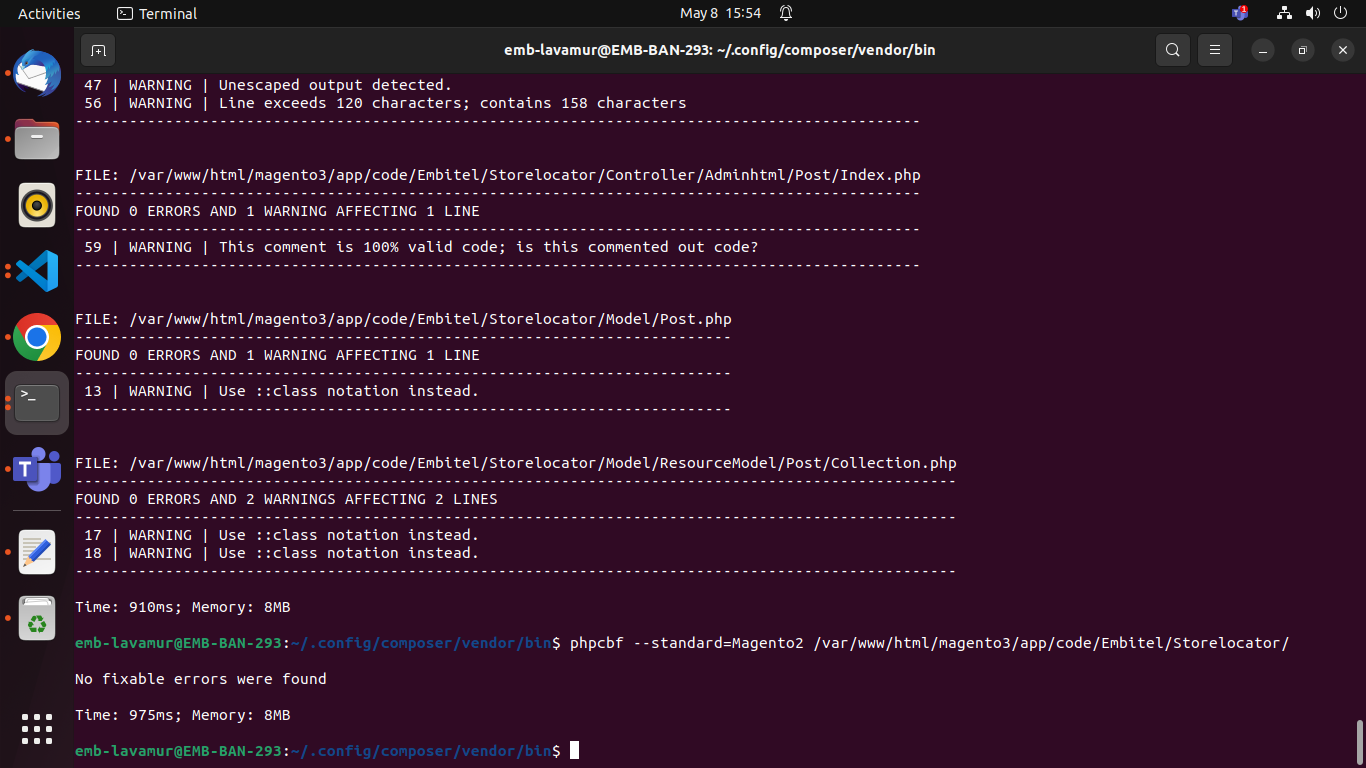 Activities
Terminal
May 8 15:54
1
emb-lavamur@EMB-BAN-293: ~/.config/composer/vendor/bin
47 | WARNING | Unescaped output detected.
56 | WARNING | Line exceeds 120 characters; contains 158 characters
----------------------------------------------------------------------------------------------
FILE: /var/www/html/magento3/app/code/Embitel/Storelocator/Controller/Adminhtml/Post/Index.php
----------------------------------------------------------------------------------------------
FOUND 0 ERRORS AND 1 WARNING AFFECTING 1 LINE
----------------------------------------------------------------------------------------------
59 | WARNING | This comment is 100% valid code; is this commented out code?
----------------------------------------------------------------------------------------------
FILE: /var/www/html/magento3/app/code/Embitel/Storelocator/Model/Post.php
-------------------------------------------------------------------------
FOUND 0 ERRORS AND 1 WARNING AFFECTING 1 LINE
-------------------------------------------------------------------------
13 | WARNING | Use ::class notation instead.
-------------------------------------------------------------------------
FILE: /var/www/html/magento3/app/code/Embitel/Storelocator/Model/ResourceModel/Post/Collection.php
--------------------------------------------------------------------------------------------------
FOUND 0 ERRORS AND 2 WARNINGS AFFECTING 2 LINES
--------------------------------------------------------------------------------------------------
17 | WARNING | Use ::class notation instead.
18 | WARNING | Use ::class notation instead.
--------------------------------------------------------------------------------------------------
Time: 910ms; Memory: 8MB
emb-lavamur@EMB-BAN-293:~/.config/composer/vendor/bin$ phpcbf --standard=Magento2 /var/www/html/magento3/app/code/Embitel/Storelocator/
No fixable errors were found
Time: 975ms; Memory: 8MB
emb-lavamur@EMB-BAN-293:~/.config/composer/vendor/bin$